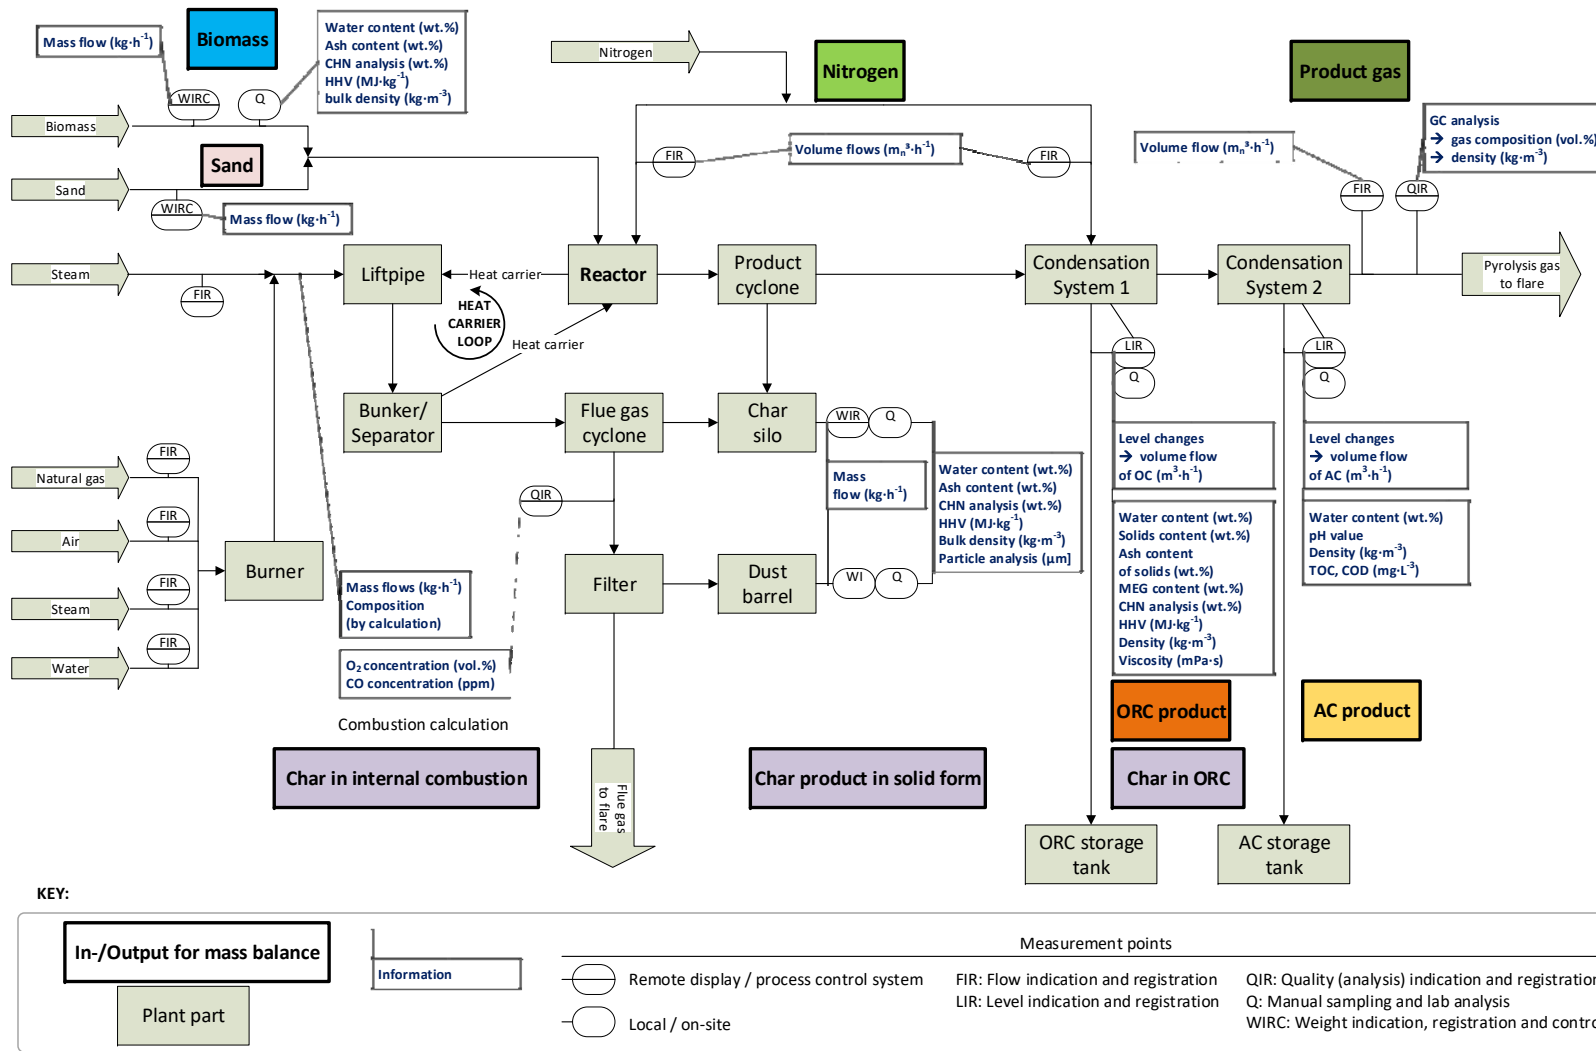 Mass flow (kg·h⁻¹)
Biomass
Water content (wt.%)
Ash content (wt.%)
CHN analysis (wt.%)
HHV (MJ·kg⁻¹)
bulk density (kg·m⁻³)
Nitrogen
Nitrogen
Product gas
WIRC
Q
Biomass
Sand
Sand
WIRC
Mass flow (kg·h⁻¹)
FIR
Volume flows (mₙ³·h⁻¹)
FIR
Volume flow (mₙ³·h⁻¹)
GC analysis
→ gas composition (vol.%)
→ density (kg·m⁻³)
FIR
QIR
Steam
FIR
Liftpipe
Heat carrier
Reactor
Product
cyclone
Condensation
System 1
Condensation
System 2
Pyrolysis gas
to flare
HEAT
CARRIER
LOOP
Heat carrier
LIR
Q
LIR
Q
Bunker/
Separator
Flue gas
cyclone
Char
silo
WIR
Q
Mass
flow (kg·h⁻¹)
Water content (wt.%)
Ash content (wt.%)
CHN analysis (wt.%)
HHV (MJ·kg⁻¹)
Bulk density (kg·m⁻³)
Particle analysis (µm]
Level changes
→ volume flow
of OC (m³·h⁻¹)
Level changes
→ volume flow
of AC (m³·h⁻¹)
FIR
Natural gas
FIR
Air
FIR
Steam
FIR
Water
Burner
QIR
Filter
Dust
barrel
WI
Q
Water content (wt.%)
Solids content (wt.%)
Ash content
of solids (wt.%)
MEG content (wt.%)
CHN analysis (wt.%)
HHV (MJ·kg⁻¹)
Density (kg·m⁻³)
Viscosity (mPa·s)
Water content (wt.%)
pH value
Density (kg·m⁻³)
TOC, COD (mg·L⁻³)
Mass flows (kg·h⁻¹)
Composition
(by calculation)
O₂ concentration (vol.%)
CO concentration (ppm)
Combustion calculation
Char in internal combustion
Flue gas
to flare
Char product in solid form
ORC product
Char in ORC
AC product
ORC storage
tank
AC storage
tank
KEY:
In-/Output for mass balance
Plant part
Information
Measurement points
Remote display / process control system
Local / on-site
FIR: Flow indication and registration
LIR: Level indication and registration
QIR: Quality (analysis) indication and registration
Q: Manual sampling and lab analysis
WIRC: Weight indication, registration and contro